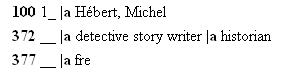 100 1_ |a Hébert, Michel
372 __ |a detective story writer |a historian
377 __ |a fre